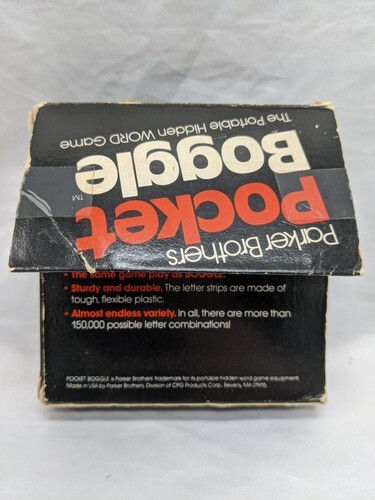 Parker Brothers
Pocket
Boggle™
The Portable Hidden WORD Game
• The same game play as BOGGLE.
• Sturdy and durable. The letter strips are made of
tough, flexible plastic.
• Almost endless variety. In all, there are more than
150,000 possible letter combinations!
POCKET BOGGLE is Parker Brothers' trademark for its portable hidden word game equipment.
Made in USA by Parker Brothers, Division of CPG Products Corp. Beverly, MA 01915.